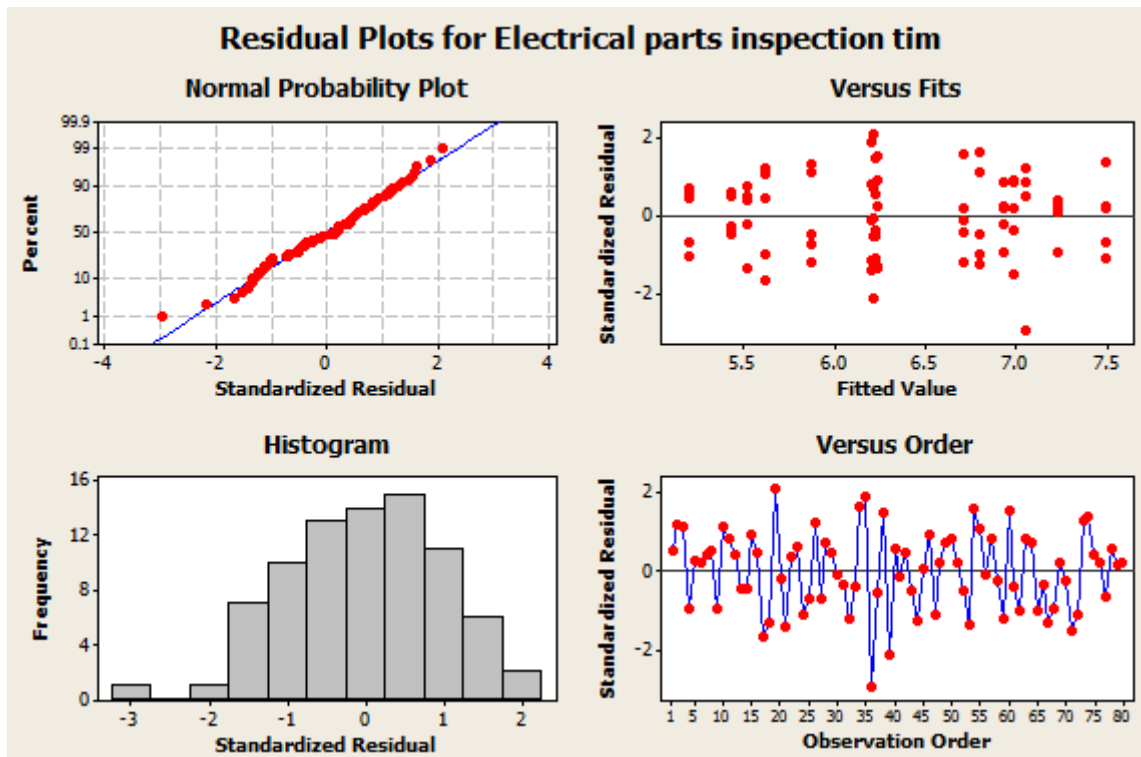 Residual Plots for Electrical parts inspection tim
Normal Probability Plot
Percent
99.9
99
90
50
10
1
0.1
-4 -2 0 2 4
Standardized Residual
Versus Fits
Standardized Residual
2
0
-2
5.5 6.0 6.5 7.0 7.5
Fitted Value
Histogram
Frequency
16
12
8
4
0
-3 -2 -1 0 1 2
Standardized Residual
Versus Order
Standardized Residual
2
0
-2
1 5 10 15 20 25 30 35 40 45 50 55 60 65 70 75 80
Observation Order